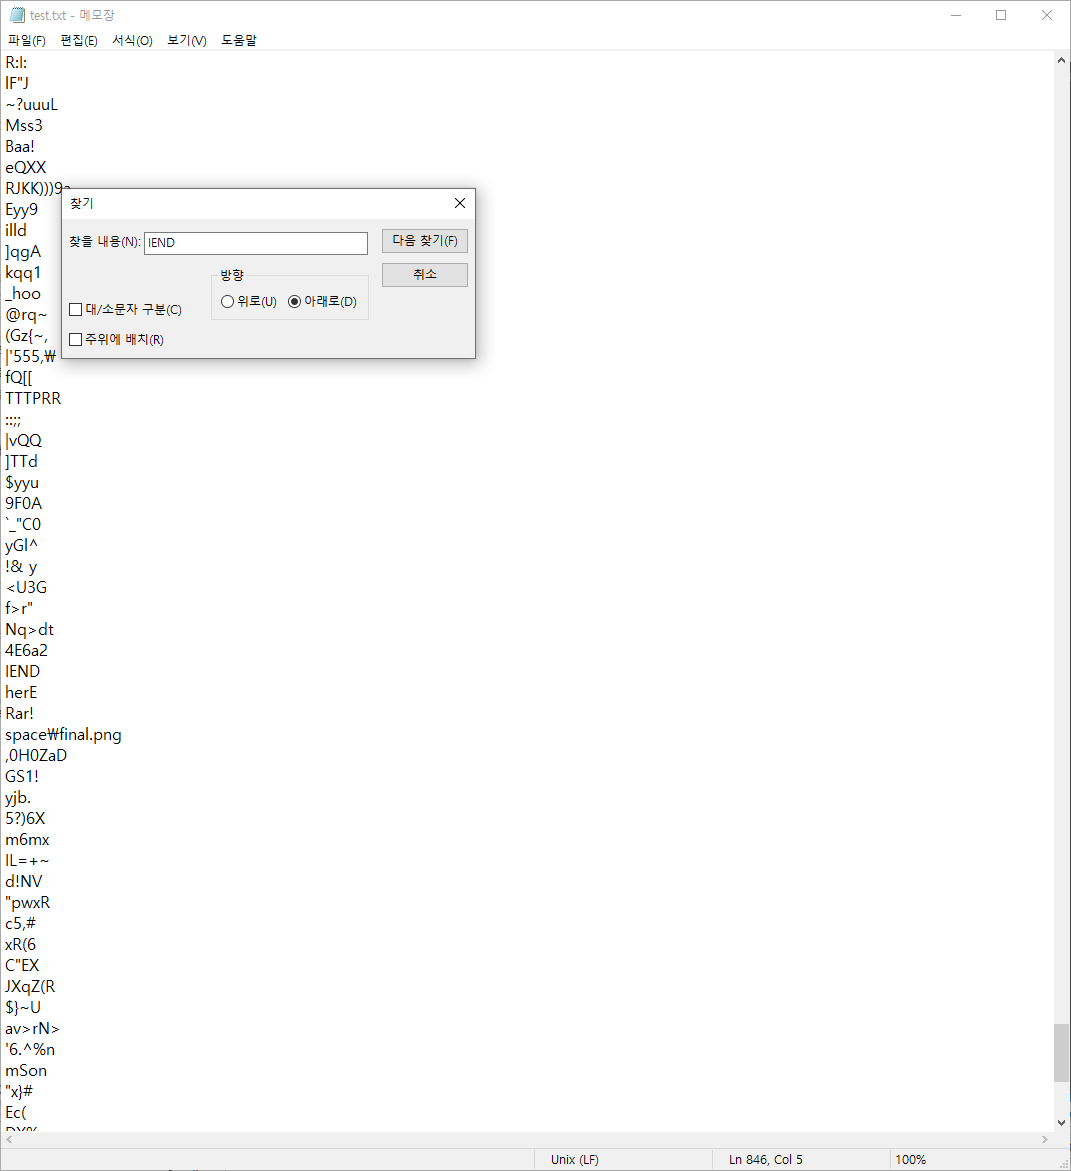 test.txt - 메모장
파일(F) 편집(E) 서식(O) 보기(V) 도움말
R:l:
lF"J
~?uuuL
Mss3
Baa!
eQXX
RJKK)))9a
Eyy9
찾기
illd
찾을 내용(N): IEND 다음 찾기(F)
]qgA
kqq1
방향 취소
_hoo
위로(U) 아래로(D)
대/소문자 구분(C)
@rq~
(Gz{~,
주위에 배치(R)
|'555,₩
fQ[[
TTTPRR
::;;
|vQQ
]TTd
$yyu
9F0A
`_"C0
yGl^
!& y
<U3G
f>r"
Nq>dt
4E6a2
IEND
herE
Rar!
space₩final.png
,0H0ZaD
GS1!
yjb.
5?)6X
m6mx
lL=+~
d!NV
"pwxR
c5,#
xR(6
C"EX
JXqZ(R
$}~U
av>rN>
'6.^%n
mSon
"x}#
Ec(
Unix (LF) Ln 846, Col 5 100%